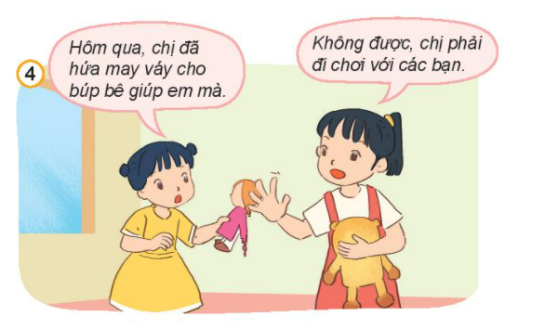 4
Hôm qua, chị đã
hứa may váy cho
búp bê giúp em mà.
Không được, chị phải
đi chơi với các bạn.